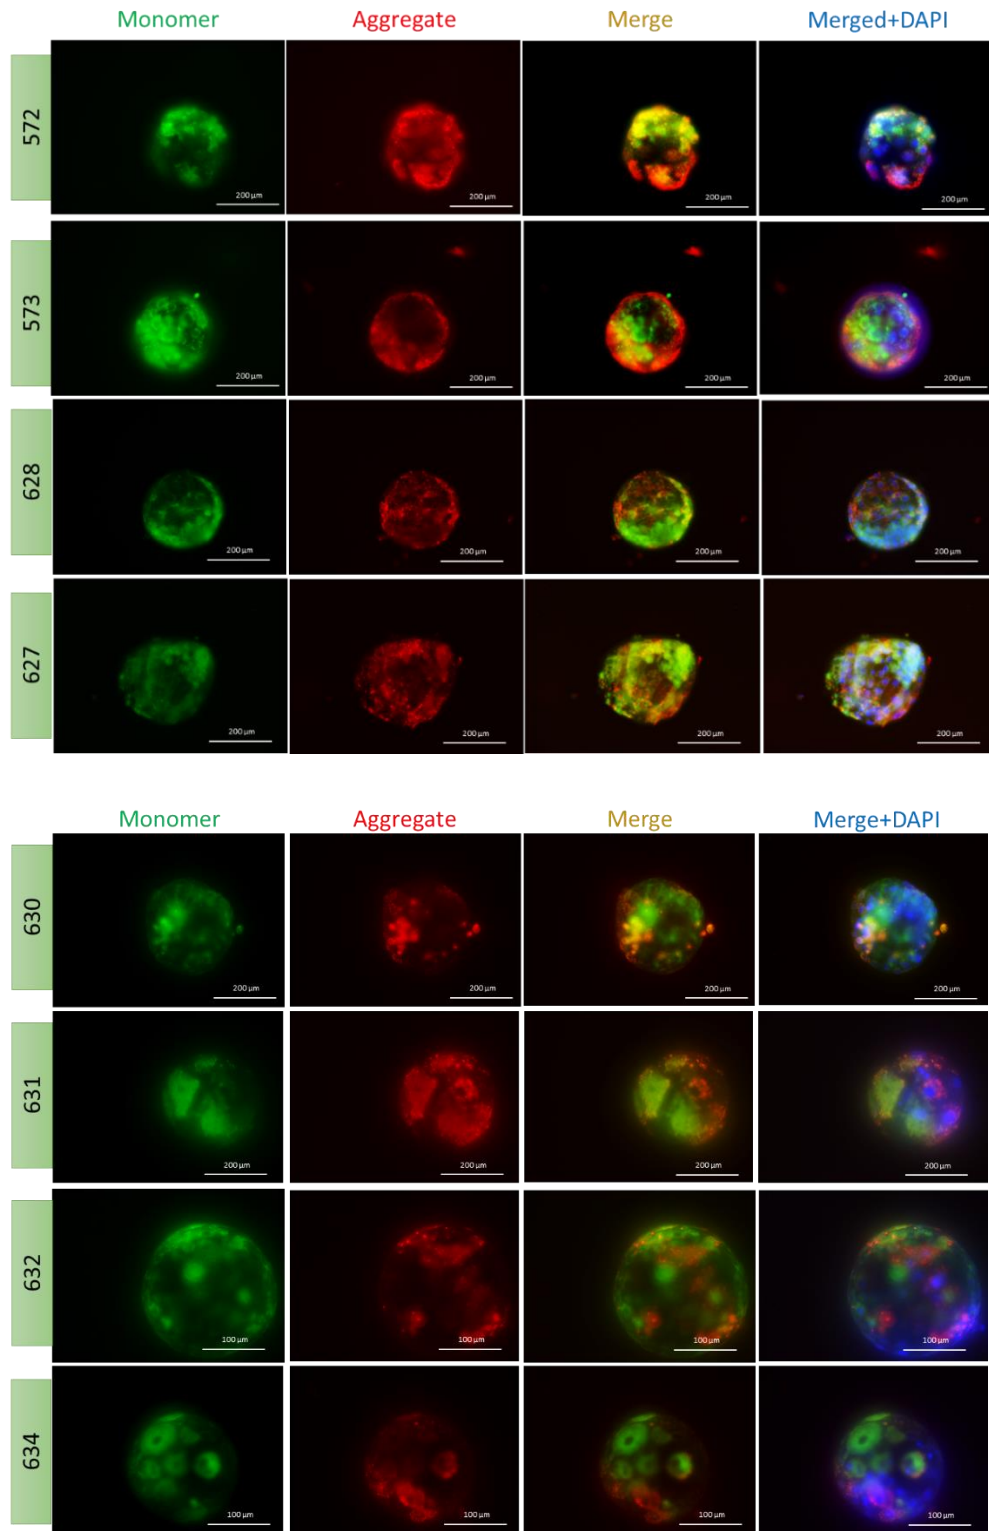 Monomer Aggregate Merge Merged+DAPI
572
200 µm 200 µm 200 µm 200 µm
573
200 µm 200 µm 200 µm 200 µm
628
200 µm 200 µm 200 µm 200 µm
627
200 µm 200 µm 200 µm 200 µm
Monomer Aggregate Merge Merge+DAPI
630
200 µm 200 µm 200 µm 200 µm
631
200 µm 200 µm 200 µm 200 µm
632
100 µm 100 µm 100 µm 100 µm
634
100 µm 100 µm 100 µm 100 µm